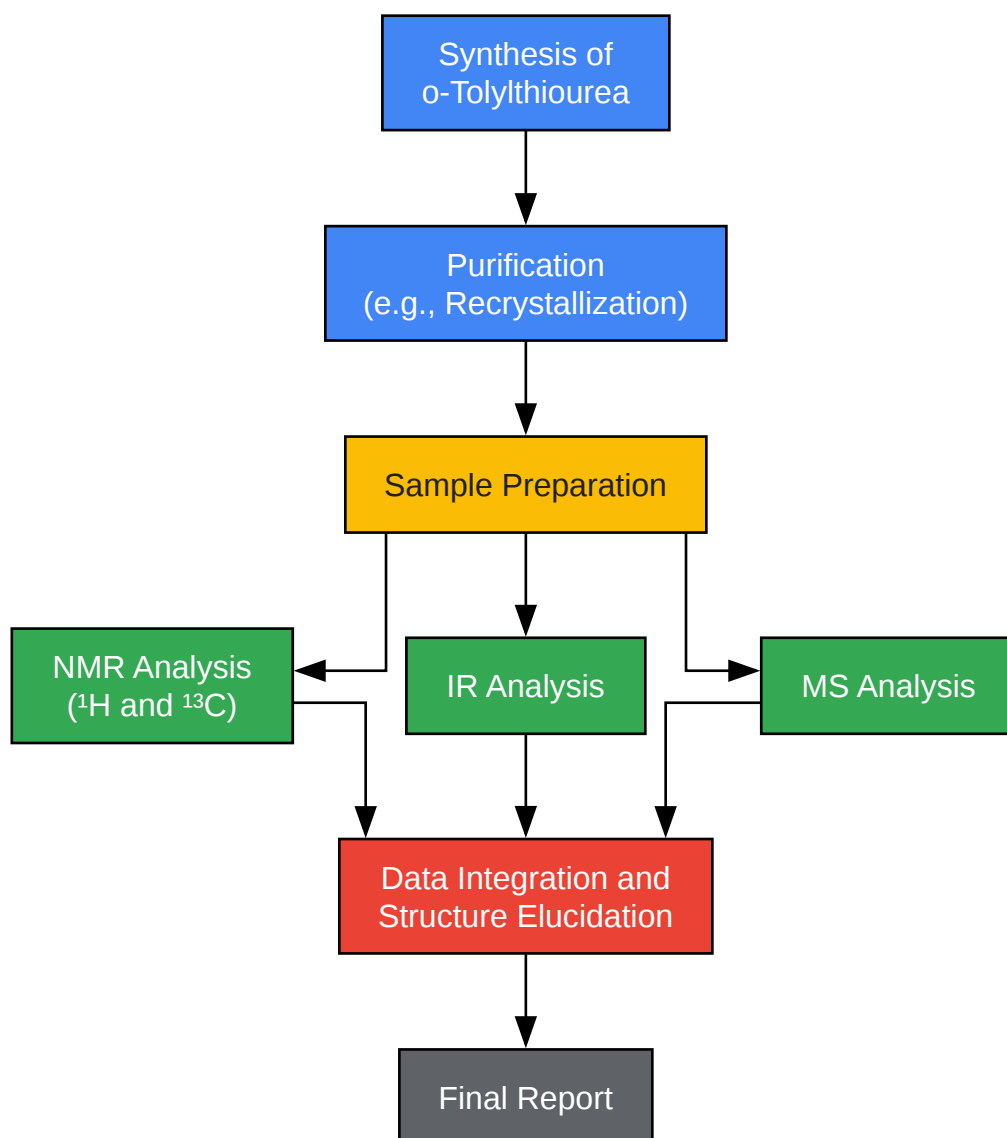 Synthesis of
o-Tolylthiourea
Purification
(e.g., Recrystallization)
Sample Preparation
NMR Analysis
(¹H and ¹³C)
IR Analysis
MS Analysis
Data Integration and
Structure Elucidation
Final Report